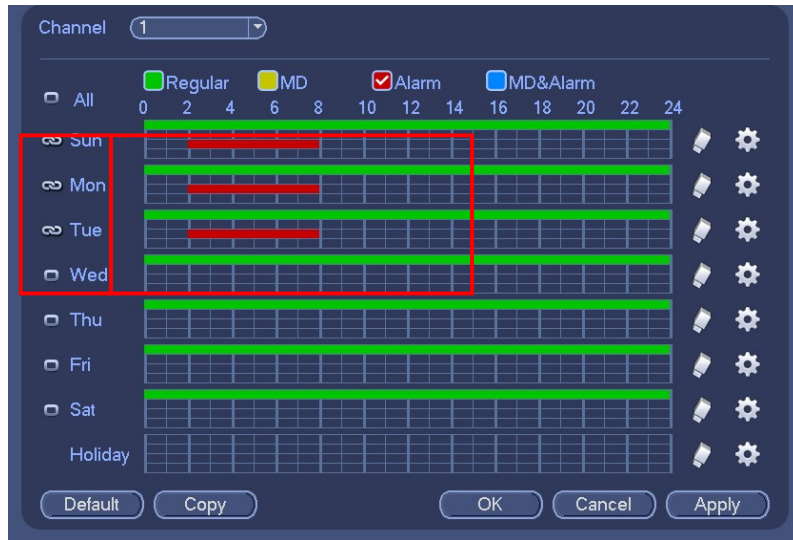 Channel 1
Regular MD Alarm MD&Alarm
All 0 2 4 6 8 10 12 14 16 18 20 22 24
Sun
Mon
Tue
Wed
Thu
Fri
Sat
Holiday
Default Copy OK Cancel Apply